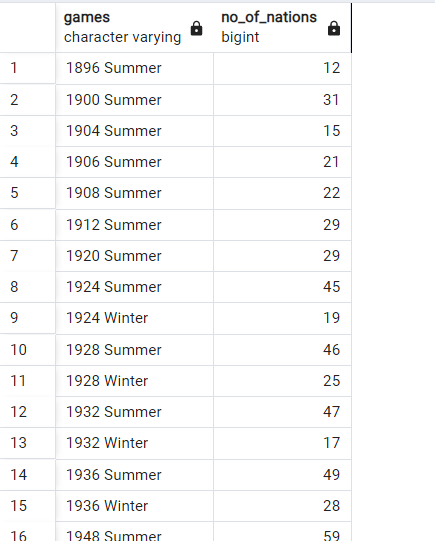 games no_of_nations
character varying bigint
1 1896 Summer 12
2 1900 Summer 31
3 1904 Summer 15
4 1906 Summer 21
5 1908 Summer 22
6 1912 Summer 29
7 1920 Summer 29
8 1924 Summer 45
9 1924 Winter 19
10 1928 Summer 46
11 1928 Winter 25
12 1932 Summer 47
13 1932 Winter 17
14 1936 Summer 49
15 1936 Winter 28
16 1948 Summer 59